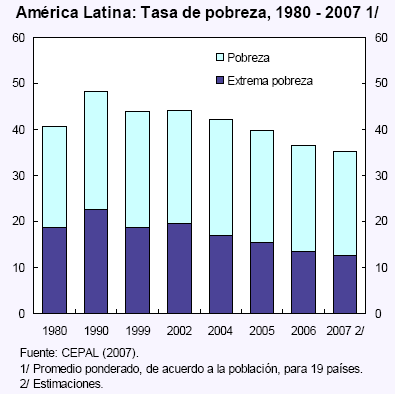 América Latina: Tasa de pobreza, 1980 - 2007 1/
60 60
50 50
40 40
30 30
20 20
10 10
0 0
Pobreza
Extrema pobreza
1980 1990 1999 2002 2004 2005 2006 2007 2/
Fuente: CEPAL (2007).
1/ Promedio ponderado, de acuerdo a la población, para 19 países.
2/ Estimaciones.